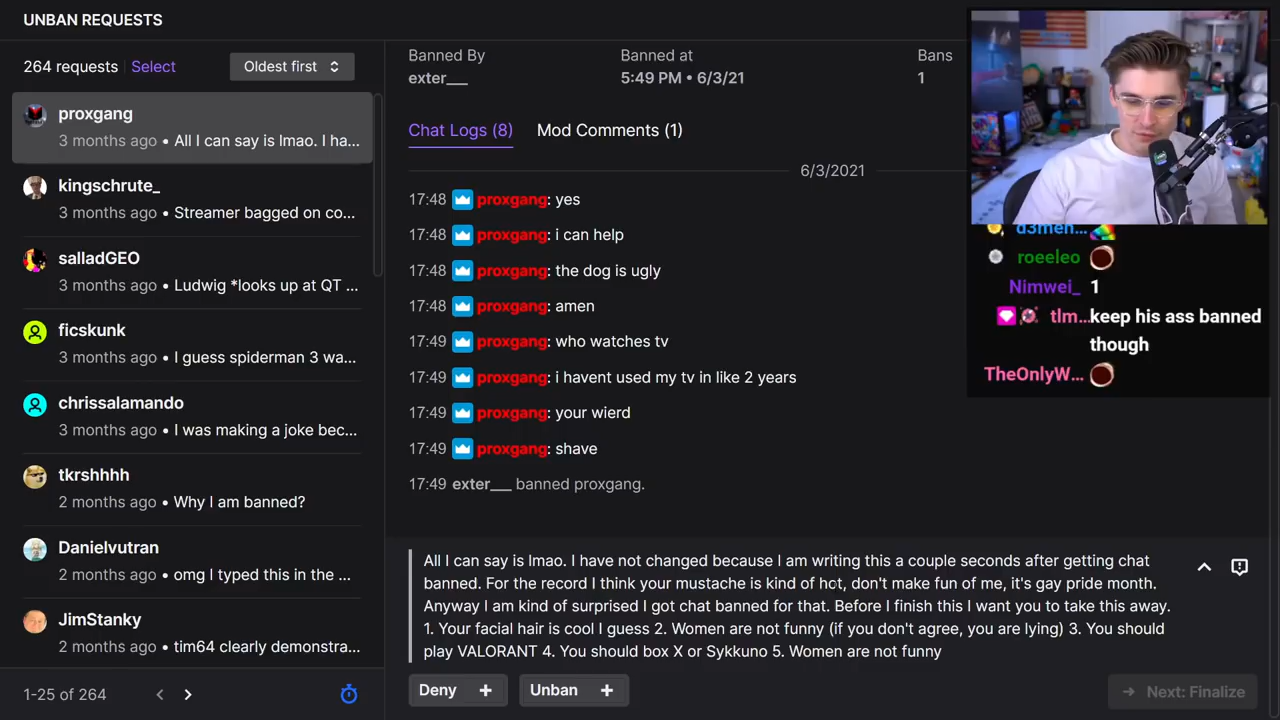 UNBAN REQUESTS
264 requests Select Oldest first
proxgang
3 months ago • All I can say is lmao. I ha...
kingschrute_
3 months ago • Streamer bagged on co...
salladGEO
3 months ago • Ludwig *looks up at QT ...
ficskunk
3 months ago • I guess spiderman 3 wa...
chrissalamando
3 months ago • I was making a joke bec...
tkrshhhh
2 months ago • Why I am banned?
Danielvutran
2 months ago • omg I typed this in the ...
JimStanky
2 months ago • tim64 clearly demonstra...
1-25 of 264
Banned By Banned at Bans
exter___ 5:49 PM • 6/3/21 1
Chat Logs (8) Mod Comments (1)
6/3/2021
17:48 proxgang: yes
17:48 proxgang: i can help
17:48 proxgang: the dog is ugly
17:48 proxgang: amen
17:49 proxgang: who watches tv
17:49 proxgang: i havent used my tv in like 2 years
17:49 proxgang: your wierd
17:49 proxgang: shave
17:49 exter___ banned proxgang.
All I can say is lmao. I have not changed because I am writing this a couple seconds after getting chat
banned. For the record I think your mustache is kind of hot, don't make fun of me, it's gay pride month.
Anyway I am kind of surprised I got chat banned for that. Before I finish this I want you to take this away.
1. Your facial hair is cool I guess 2. Women are not funny (if you don't agree, you are lying) 3. You should
play VALORANT 4. You should box X or Sykkuno 5. Women are not funny
Deny + Unban + Next: Finalize
d3men...
roeeleo
Nimwei_ 1
tlm... keep his ass banned
though
TheOnlyW...